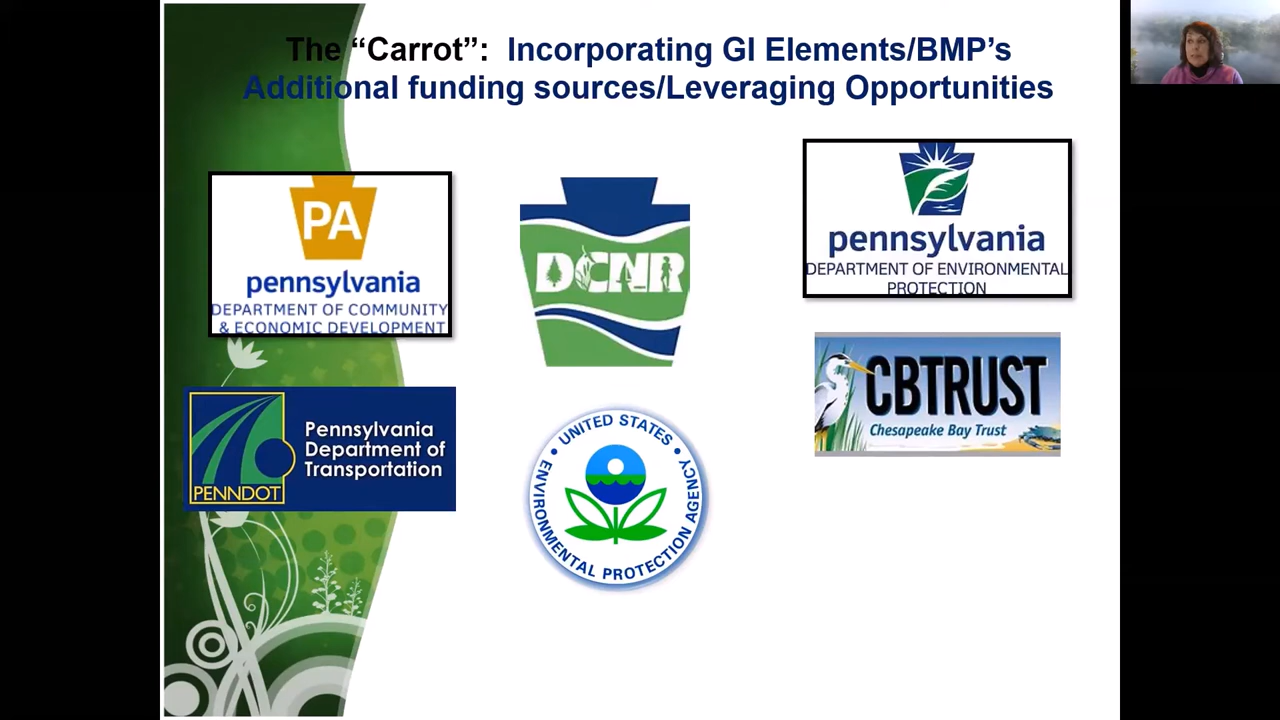 The “Carrot”: Incorporating GI Elements/BMP’s
Additional funding sources/Leveraging Opportunities
PA
pennsylvania
DEPARTMENT OF COMMUNITY
& ECONOMIC DEVELOPMENT
DCNR
pennsylvania
DEPARTMENT OF ENVIRONMENTAL
PROTECTION
PENNDOT
Pennsylvania
Department of
Transportation
UNITED STATES
ENVIRONMENTAL PROTECTION AGENCY
CBTRUST
Chesapeake Bay Trust